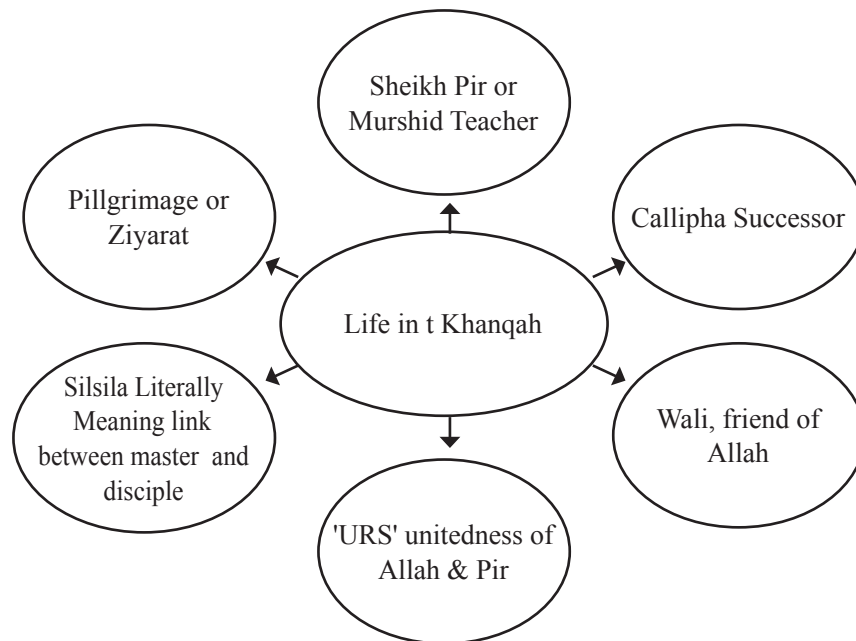 Sheikh Pir or
Murshid Teacher
Pillgrimage or
Ziyarat
Callipha Successor
Life in t Khanqah
Silsila Literally
Meaning link
between master and
disciple
Wali, friend of
Allah
'URS' unitedness of
Allah & Pir